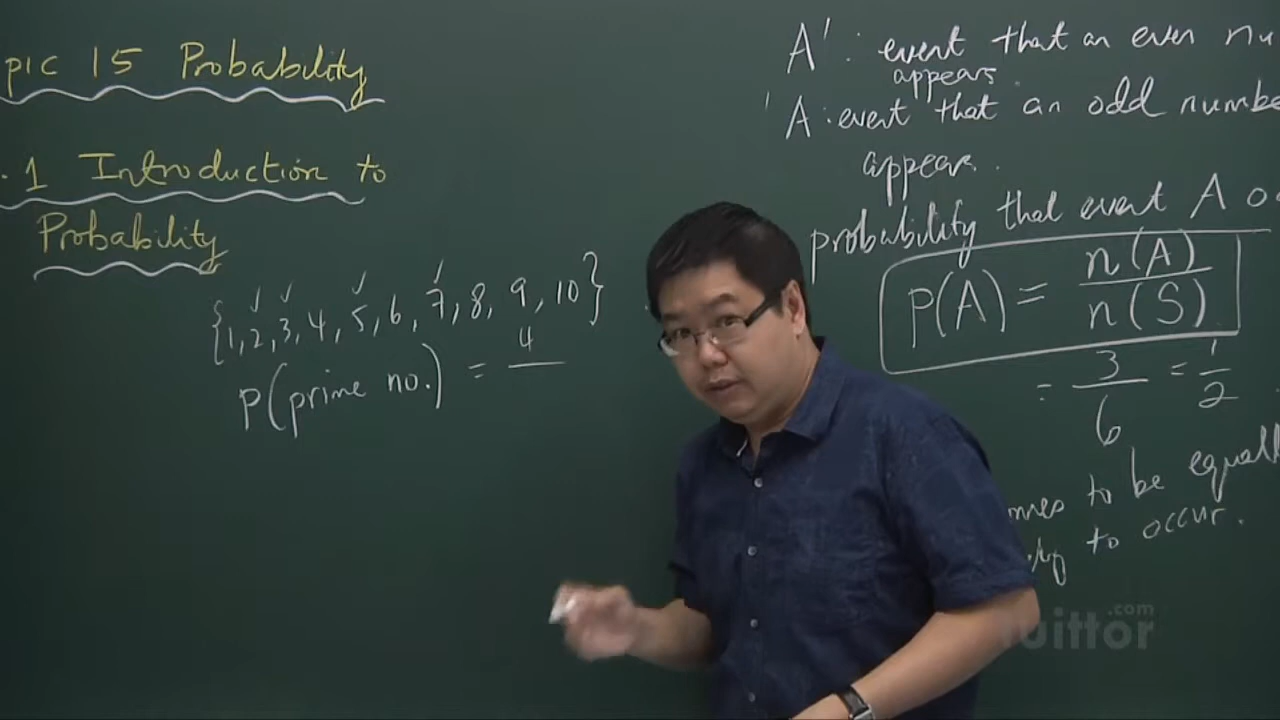 pic 15 Probability
.1 Introduction to
Probability
{1, 2, 3, 4, 5, 6, 7, 8, 9, 10}
P(prime no.) = 4
A' : event that an even nu
appears
'A : event that an odd numbe
appear.
probability that event A o
P(A) = n(A) / n(S)
= 3/6 = 1/2
to be equall
to occur.
.com
tuittor